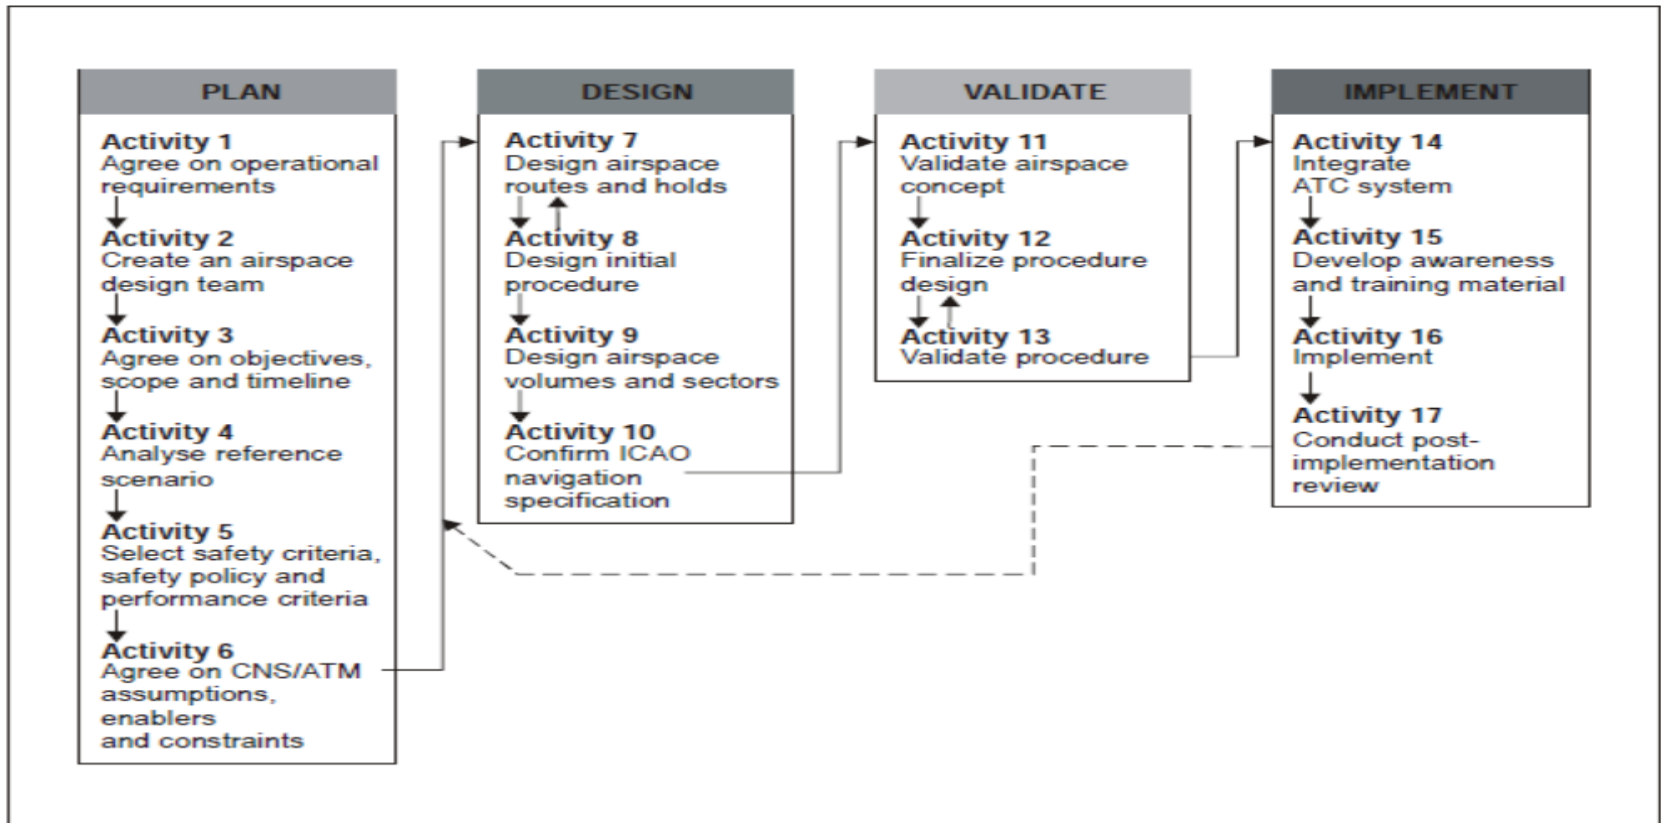 PLAN
Activity 1
Agree on operational
requirements
Activity 2
Create an airspace
design team
Activity 3
Agree on objectives,
scope and timeline
Activity 4
Analyse reference
scenario
Activity 5
Select safety criteria,
safety policy and
performance criteria
Activity 6
Agree on CNS/ATM
assumptions,
enablers
and constraints
DESIGN
Activity 7
Design airspace
routes and holds
Activity 8
Design initial
procedure
Activity 9
Design airspace
volumes and sectors
Activity 10
Confirm ICAO
navigation
specification
VALIDATE
Activity 11
Validate airspace
concept
Activity 12
Finalize procedure
design
Activity 13
Validate procedure
IMPLEMENT
Activity 14
Integrate
ATC system
Activity 15
Develop awareness
and training material
Activity 16
Implement
Activity 17
Conduct post-
implementation
review